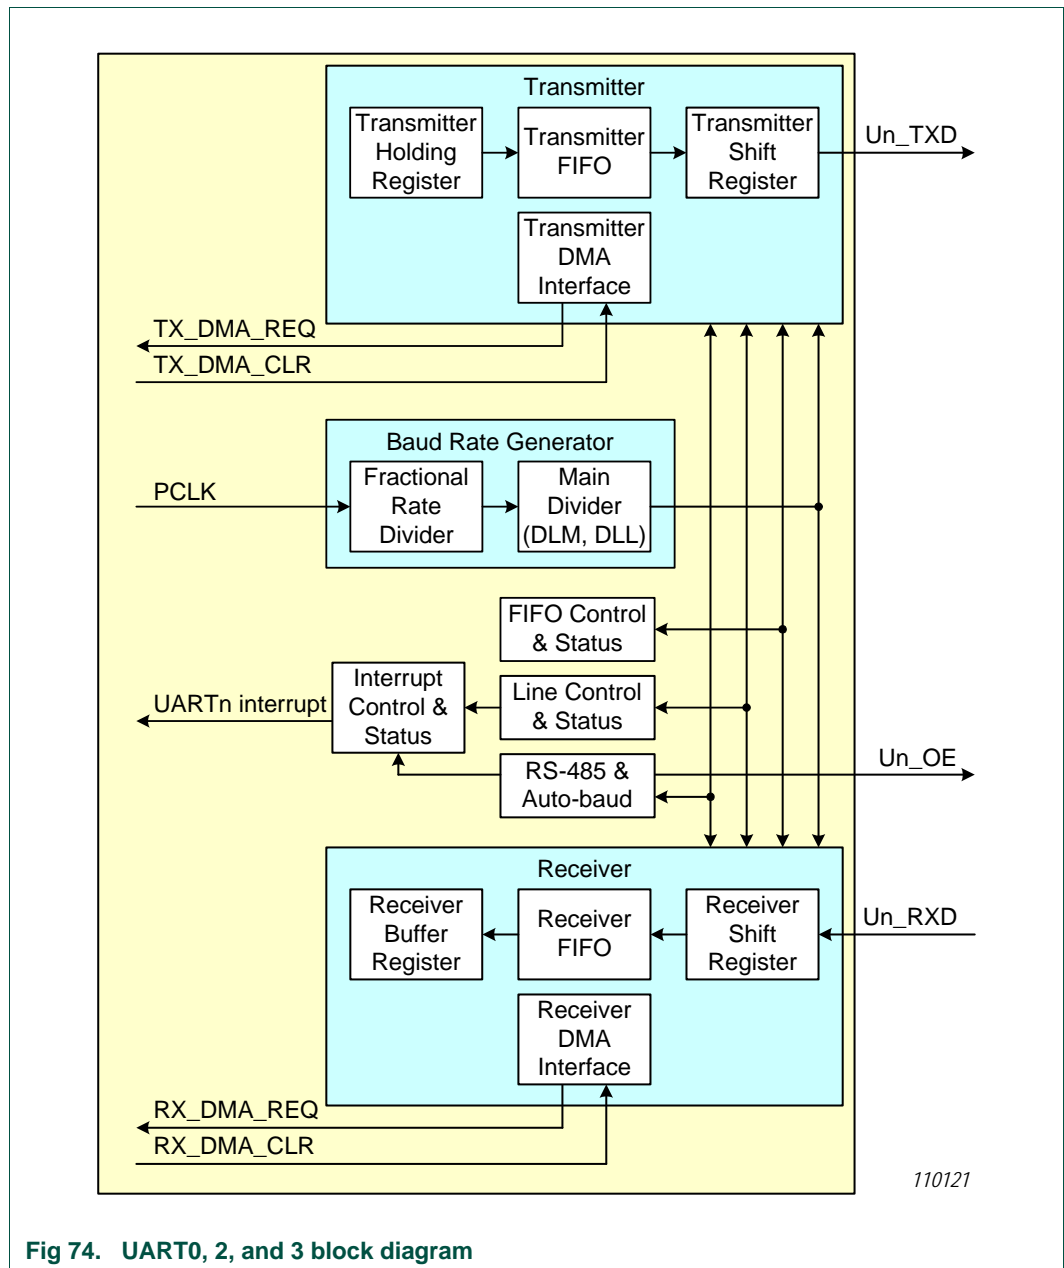 Transmitter
Transmitter
Holding
Register
Transmitter
FIFO
Transmitter
Shift
Register
Un_TXD
Transmitter
DMA
Interface
TX_DMA_REQ
TX_DMA_CLR
Baud Rate Generator
PCLK
Fractional
Rate
Divider
Main
Divider
(DLM, DLL)
FIFO Control
& Status
UARTn interrupt
Interrupt
Control &
Status
Line Control
& Status
RS-485 &
Auto-baud
Un_OE
Receiver
Receiver
Buffer
Register
Receiver
FIFO
Receiver
Shift
Register
Un_RXD
Receiver
DMA
Interface
RX_DMA_REQ
RX_DMA_CLR
110121
Fig 74. UART0, 2, and 3 block diagram